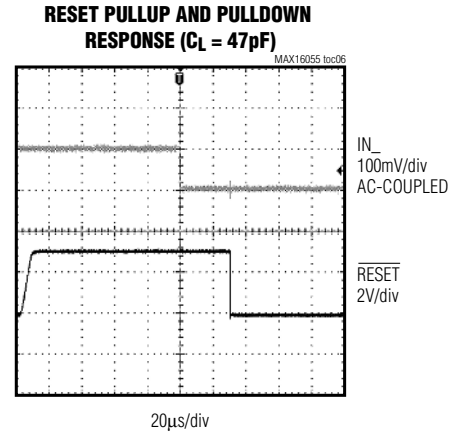 RESET PULLUP AND PULLDOWN
RESPONSE (CL = 47pF)
MAX16055 toc06
T
IN_
100mV/div
AC-COUPLED
RESET
2V/div
20μs/div